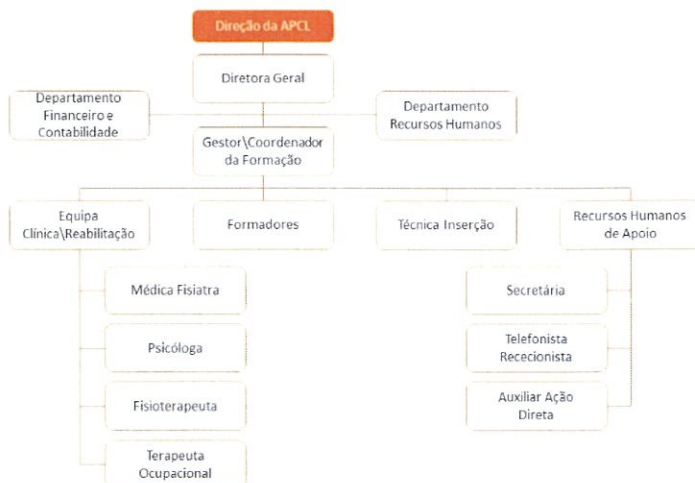 Direção da APCL
Diretora Geral
Departamento
Financeiro e
Contabilidade
Departamento
Recursos Humanos
Gestor\Coordenador
da Formação
Equipa
Clínica\Reabilitação
Formadores
Técnica Inserção
Recursos Humanos
de Apoio
Médica Fisiatra
Secretária
Psicóloga
Telefonista
Rececionista
Fisioterapeuta
Auxiliar Ação
Direta
Terapeuta
Ocupacional